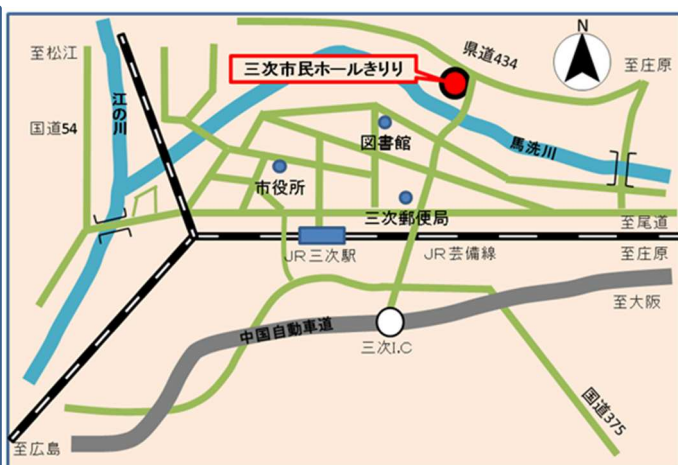 N
至松江
県道434
三次市民ホールきりり
至庄原
江の川
国道54
図書館
馬洗川
市役所
三次郵便局
至尾道
JR三次駅
JR芸備線
至庄原
至大阪
中国自動車道
三次I.C
国道375
至広島